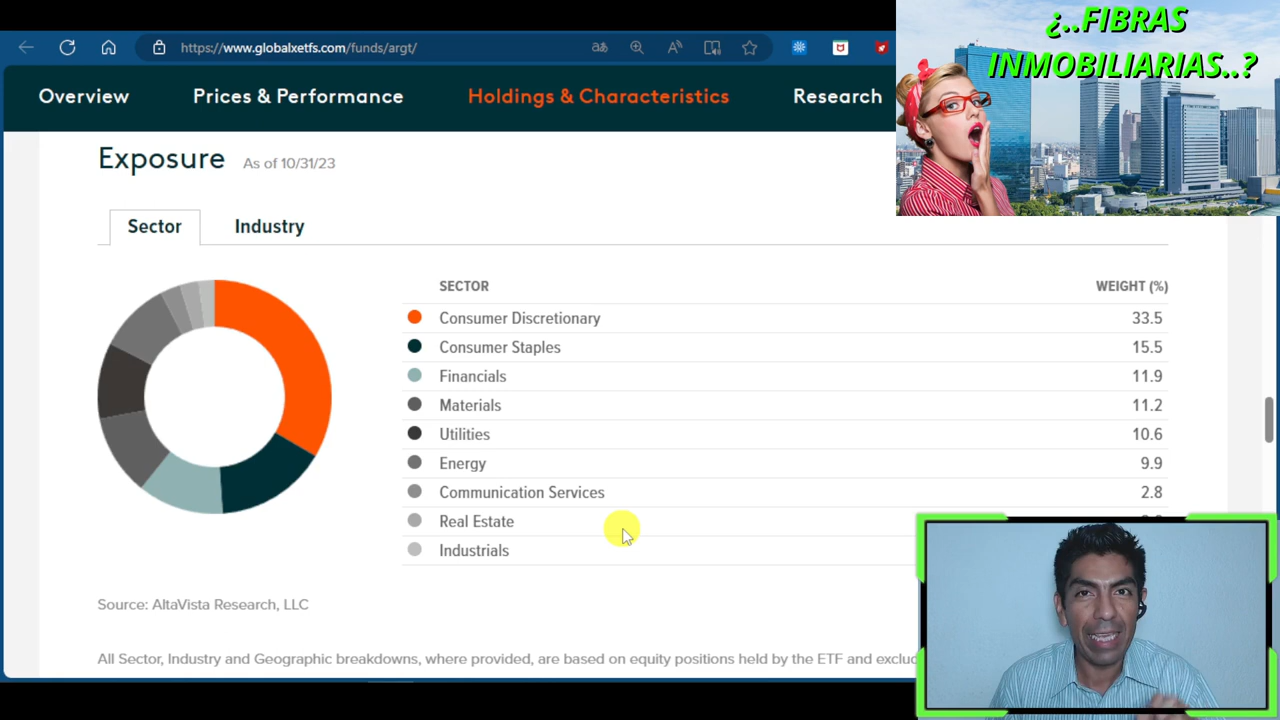 ¿..FIBRAS
INMOBILIARIAS..?
https://www.globalxetfs.com/funds/argt/
Overview
Prices & Performance
Holdings & Characteristics
Research
Exposure
As of 10/31/23
Sector
Industry
SECTOR
WEIGHT (%)
Consumer Discretionary
33.5
Consumer Staples
15.5
Financials
11.9
Materials
11.2
Utilities
10.6
Energy
9.9
Communication Services
2.8
Real Estate
Industrials
Source: AltaVista Research, LLC
All Sector, Industry and Geographic breakdowns, where provided, are based on equity positions held by the ETF and